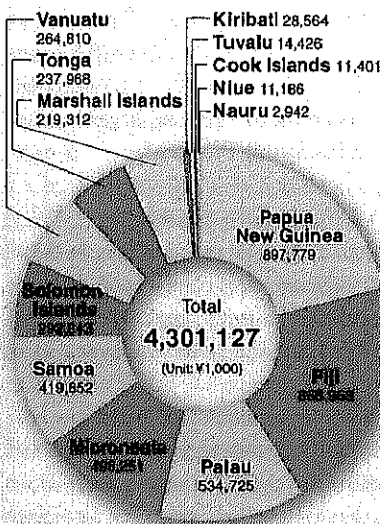 Vanuatu
264,810
Tonga
237,968
Marshall Islands
219,312
Kiribati 28,564
Tuvalu 14,426
Cook Islands 11,401
Niue 11,186
Nauru 2,942
Papua
New Guinea
897,779
Fiji
Palau
534,725
Micronesia
Samoa
419,852
Solomon
Islands
Total
4,301,127
(Unit: ¥1,000)